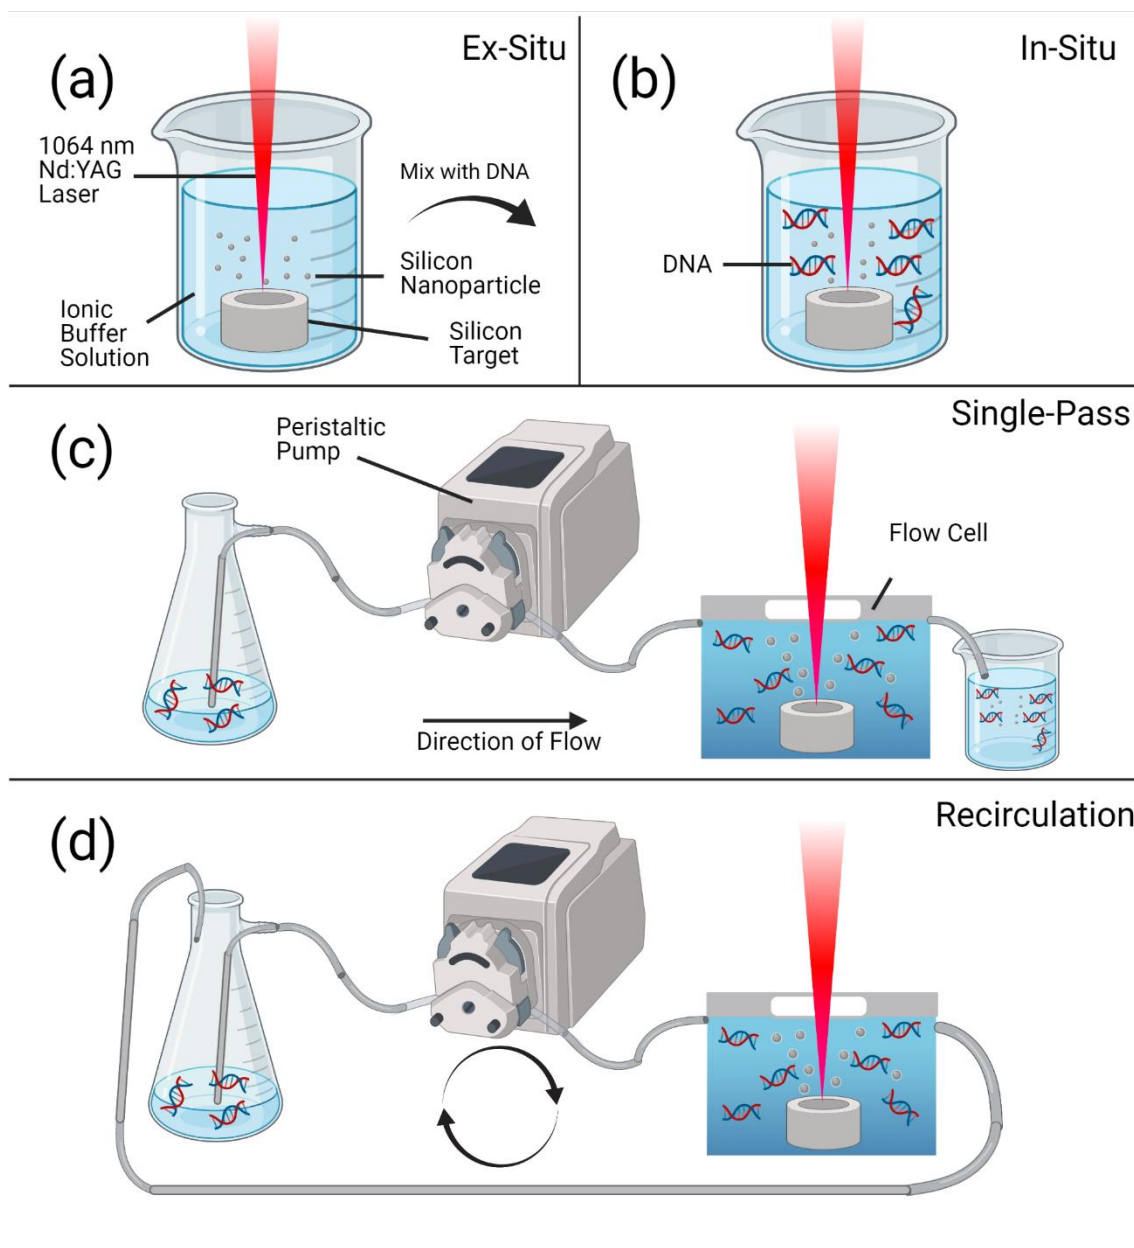 (a)
Ex-Situ
1064 nm
Nd:YAG
Laser
Mix with DNA
Silicon
Nanoparticle
Ionic
Buffer
Solution
Silicon
Target
(b)
In-Situ
DNA
(c)
Single-Pass
Peristaltic
Pump
Flow Cell
Direction of Flow
(d)
Recirculation